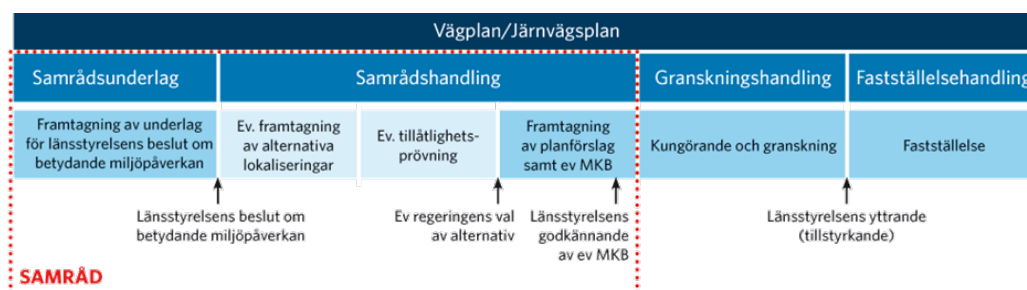 Vägplan/Järnvägsplan
Samrådsunderlag
Samrådshandling
Granskningshandling
Fastställelsehandling
Framtagning av underlag
för länsstyrelsens beslut om
betydande miljöpåverkan
Ev. framtagning
av alternativa
lokaliseringar
Ev. tillåtlighets-
prövning
Framtagning
av planförslag
samt ev MKB
Kungörande och granskning
Fastställelse
Länsstyrelsens beslut om
betydande miljöpåverkan
Ev regeringens val
av alternativ
Länsstyrelsens
godkännande
av ev MKB
Länsstyrelsens yttrande
(tillstyrkande)
SAMRÅD